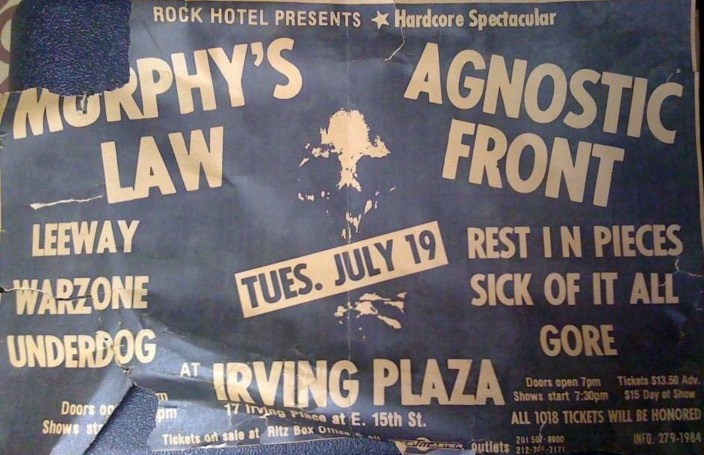 ROCK HOTEL PRESENTS ★ Hardcore Spectacular
MURPHY'S
LAW
AGNOSTIC
FRONT
LEEWAY
WARZONE
UNDERDOG
TUES. JULY 19
REST IN PIECES
SICK OF IT ALL
GORE
AT IRVING PLAZA
17 Irving Place at E. 15th St.
Tickets on sale at Ritz Box Office
outlets
Doors open 7pm Tickets $13.50 Adv.
Shows start 7:30pm $15 Day of Show
ALL 1018 TICKETS WILL BE HONORED
INFO. 279-1984